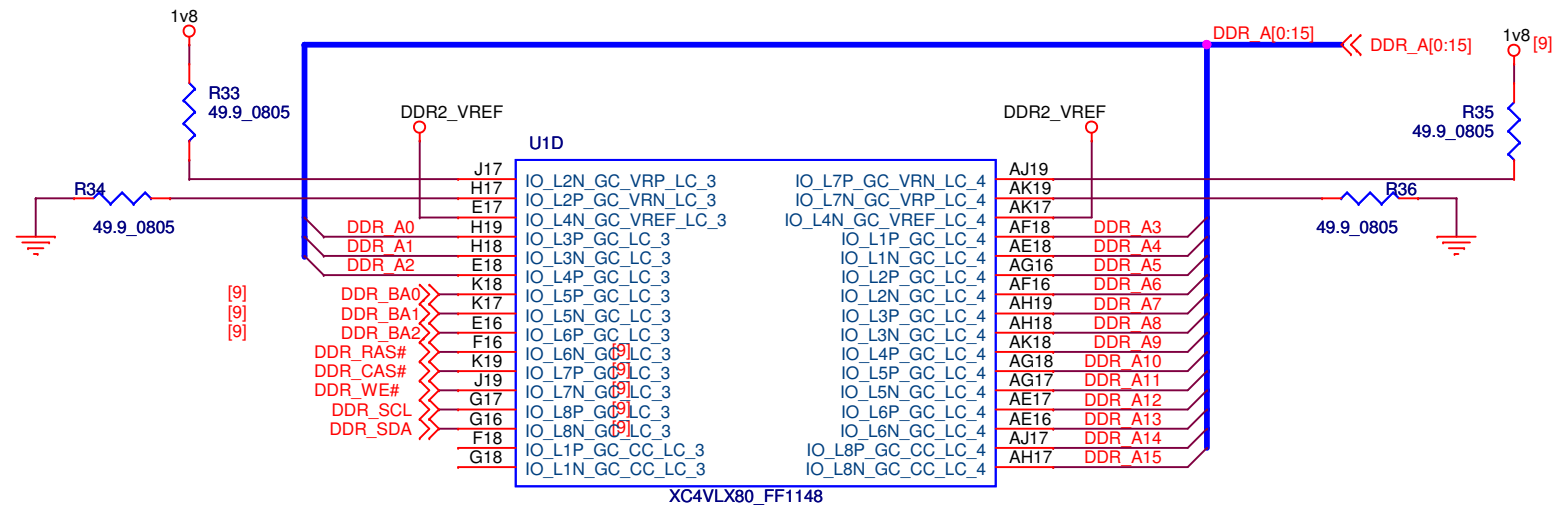 1v8
DDR_A[0:15]
DDR_A[0:15]
1v8
[9]
R33
49.9_0805
DDR2_VREF
DDR2_VREF
R35
49.9_0805
U1D
R34
49.9_0805
R36
49.9_0805
J17 IO_L2N_GC_VRP_LC_3 IO_L7P_GC_VRN_LC_4 AJ19
H17 IO_L2P_GC_VRN_LC_3 IO_L7N_GC_VRP_LC_4 AK19
E17 IO_L4N_GC_VREF_LC_3 IO_L4N_GC_VREF_LC_4 AK17
DDR_A0 H19 IO_L3P_GC_LC_3 IO_L1P_GC_LC_4 AF18 DDR_A3
DDR_A1 H18 IO_L3N_GC_LC_3 IO_L1N_GC_LC_4 AE18 DDR_A4
DDR_A2 E18 IO_L4P_GC_LC_3 IO_L2P_GC_LC_4 AG16 DDR_A5
[9] DDR_BA0 K18 IO_L5P_GC_LC_3 IO_L2N_GC_LC_4 AF16 DDR_A6
[9] DDR_BA1 K17 IO_L5N_GC_LC_3 IO_L3P_GC_LC_4 AH19 DDR_A7
[9] DDR_BA2 E16 IO_L6P_GC_LC_3 IO_L3N_GC_LC_4 AH18 DDR_A8
DDR_RAS# F16 IO_L6N_GC_LC_3 [9] IO_L4P_GC_LC_4 AK18 DDR_A9
DDR_CAS# K19 IO_L7P_GC_LC_3 [9] IO_L5P_GC_LC_4 AG18 DDR_A10
DDR_WE# J19 IO_L7N_GC_LC_3 [9] IO_L5N_GC_LC_4 AG17 DDR_A11
DDR_SCL G17 IO_L8P_GC_LC_3 [9] IO_L6P_GC_LC_4 AE17 DDR_A12
DDR_SDA G16 IO_L8N_GC_LC_3 [9] IO_L6N_GC_LC_4 AE16 DDR_A13
F18 IO_L1P_GC_CC_LC_3 IO_L8P_GC_CC_LC_4 AJ17 DDR_A14
G18 IO_L1N_GC_CC_LC_3 IO_L8N_GC_CC_LC_4 AH17 DDR_A15
XC4VLX80_FF1148